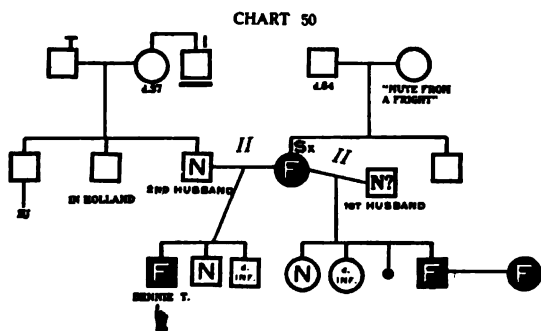 CHART 50
d.37
d.64
"MUTE FROM
A FRIGHT"
Sx
II
II
N
F
N?
IN HOLLAND
2ND HUSBAND
1ST HUSBAND
F
N
d.
INF.
N
d.
INF.
F
F
BENNIE T.